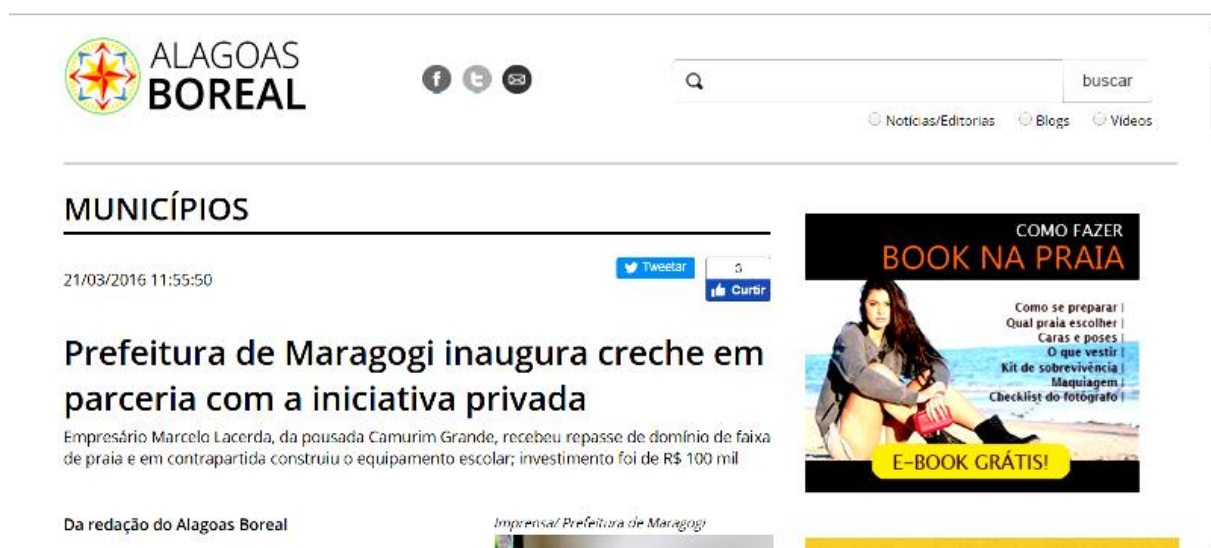 ALAGOAS
BOREAL
buscar
Notícias/Editorias Blogs Vídeos
MUNICÍPIOS
21/03/2016 11:55:50
Tweetar
3
Curtir
Prefeitura de Maragogi inaugura creche em
parceria com a iniciativa privada
Empresário Marcelo Lacerda, da pousada Camurim Grande, recebeu repasse de domínio de faixa
de praia e em contrapartida construiu o equipamento escolar; investimento foi de R$ 100 mil
Da redação do Alagoas Boreal
Imprensa/ Prefeitura de Maragogi
COMO FAZER
BOOK NA PRAIA
Como se preparar |
Qual praia escolher |
Caras e poses |
O que vestir |
Kit de sobrevivência |
Maquiagem |
Checklist do fotógrafo |
E-BOOK GRÁTIS!